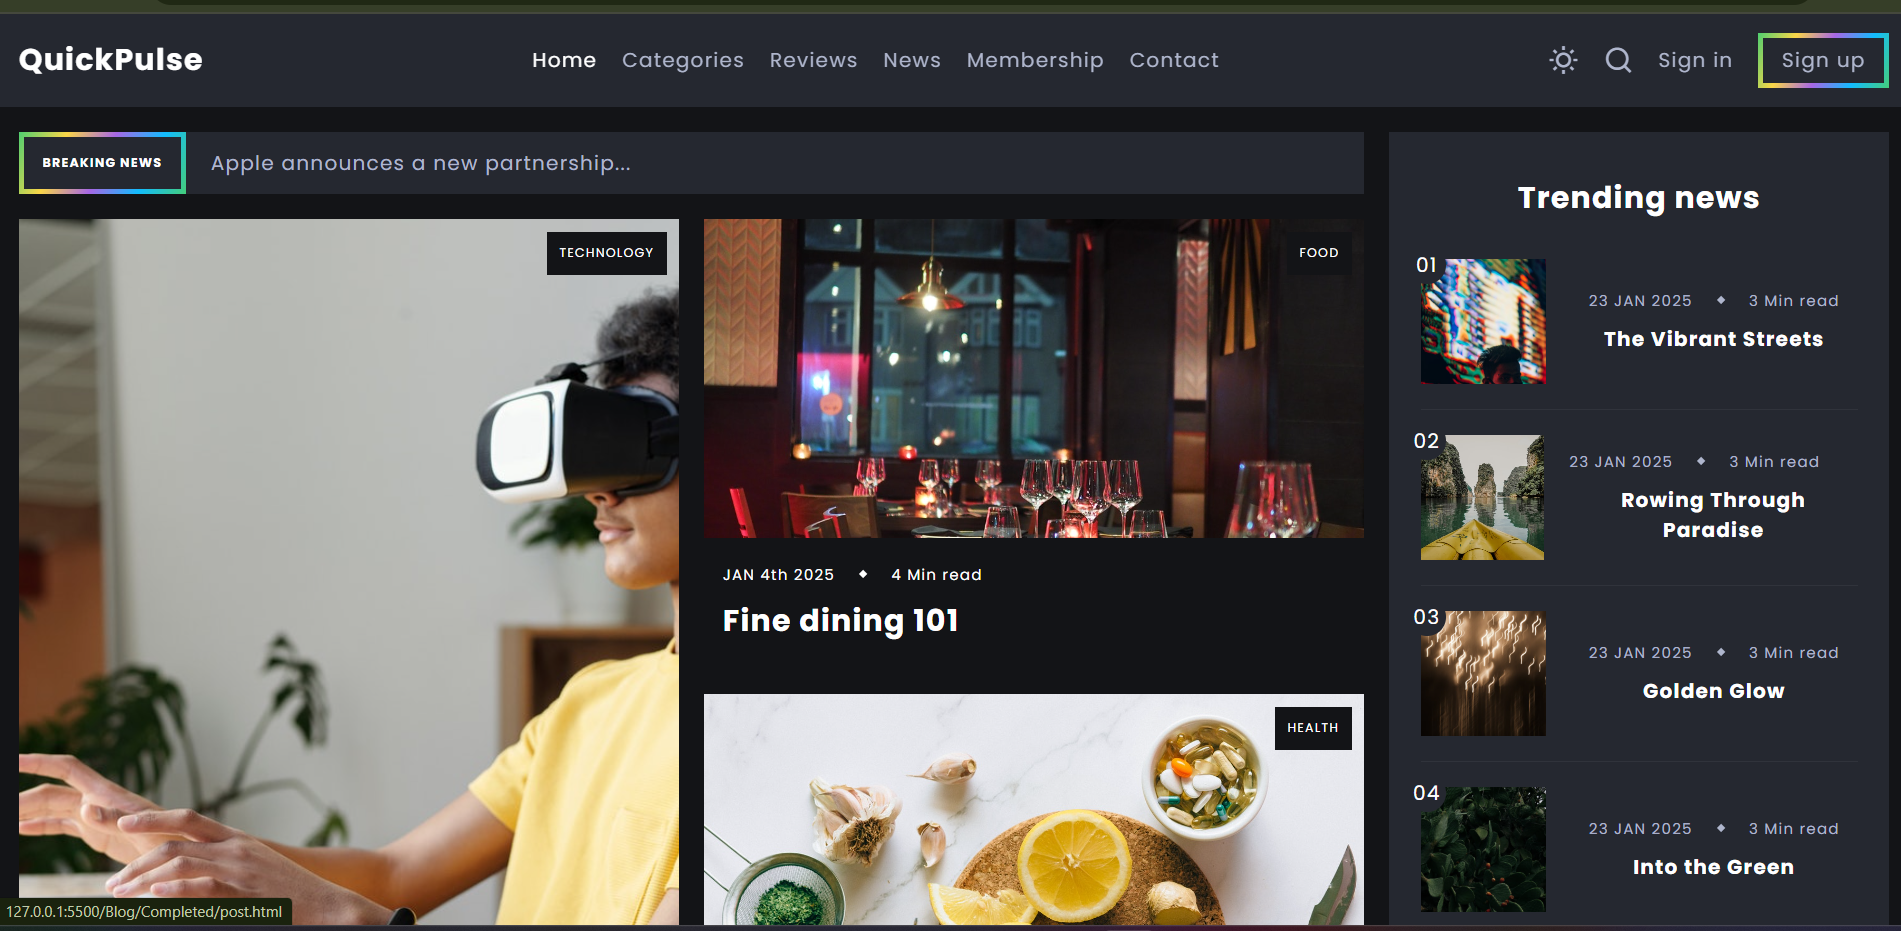 QuickPulse
Home Categories Reviews News Membership Contact
Sign in Sign up
BREAKING NEWS Apple announces a new partnership...
TECHNOLOGY
FOOD
JAN 4th 2025 ◆ 4 Min read
Fine dining 101
HEALTH
Trending news
01
23 JAN 2025 ◆ 3 Min read
The Vibrant Streets
02
23 JAN 2025 ◆ 3 Min read
Rowing Through
Paradise
03
23 JAN 2025 ◆ 3 Min read
Golden Glow
04
23 JAN 2025 ◆ 3 Min read
Into the Green
127.0.0.1:5500/Blog/Completed/post.html